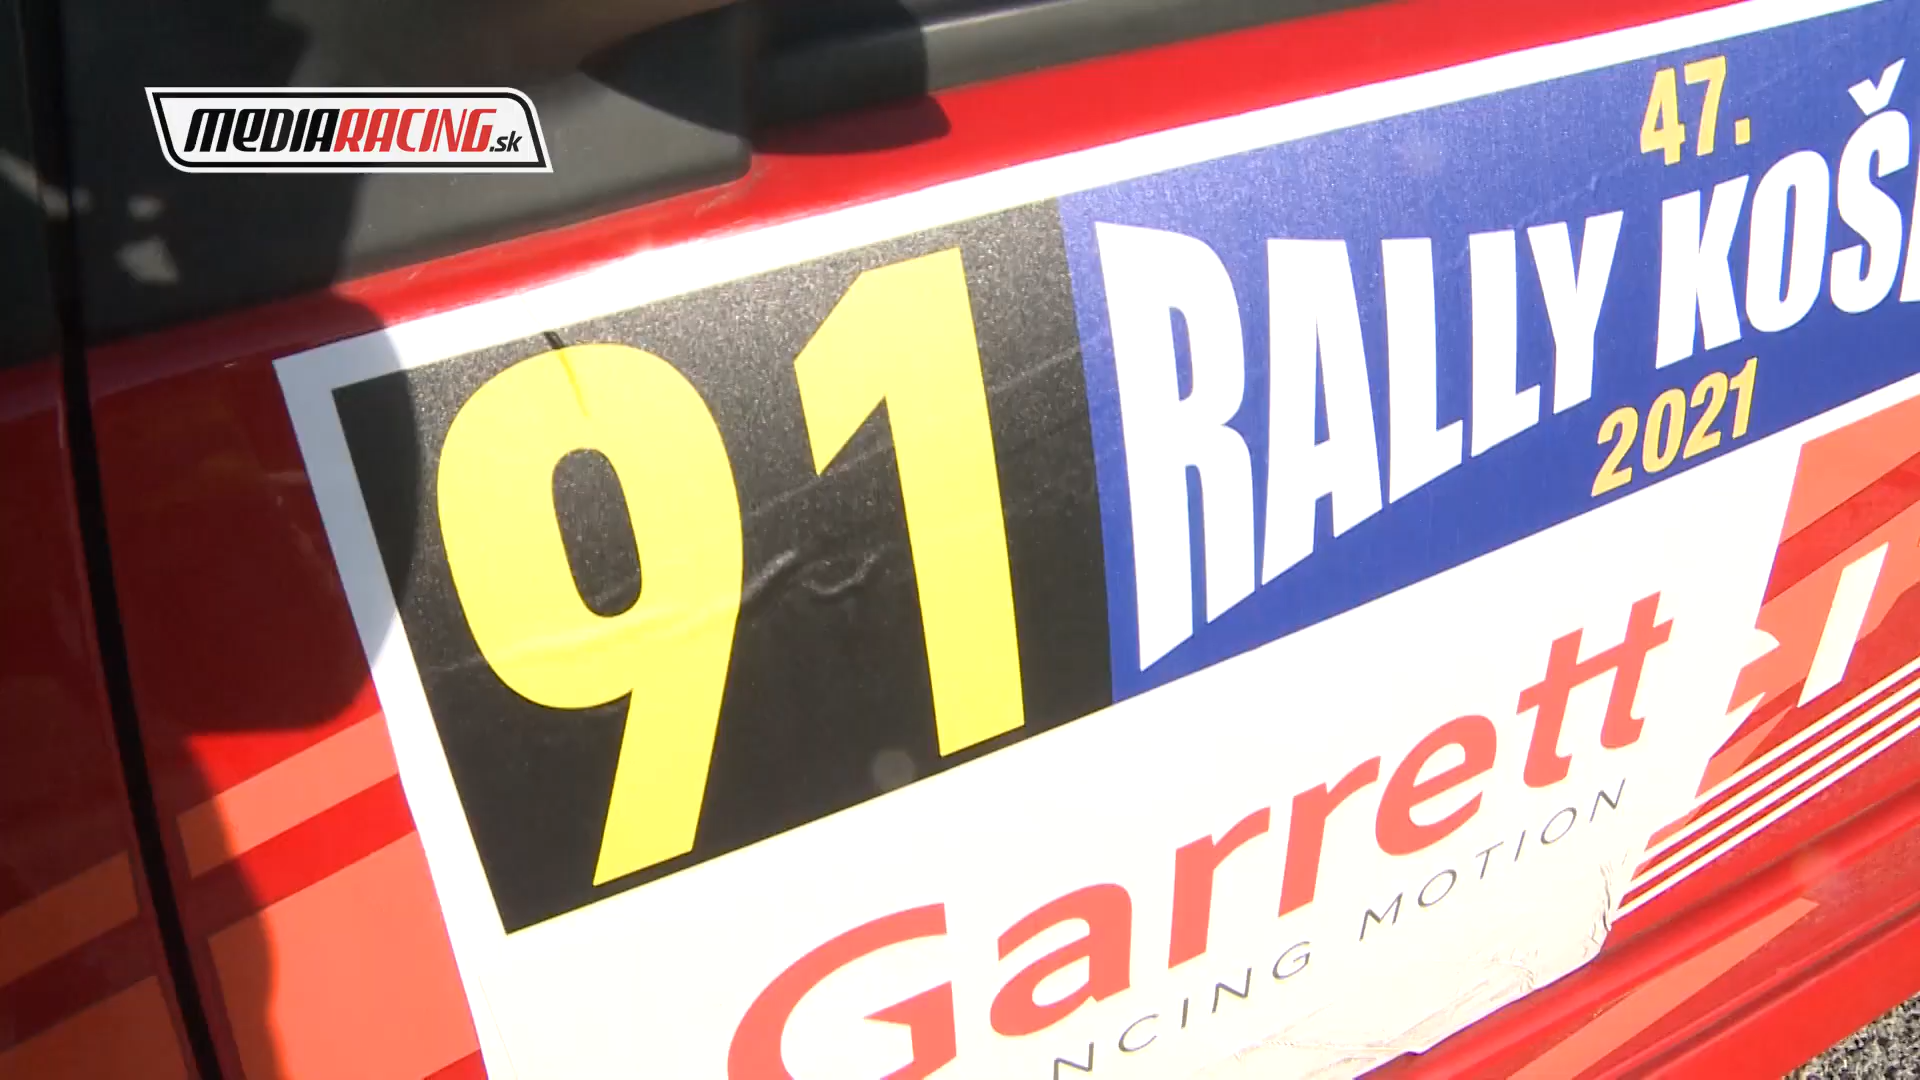 MEDIARACING.sk
47.
RALLY KOŠ
2021
91
Garrett
NCING MOTION